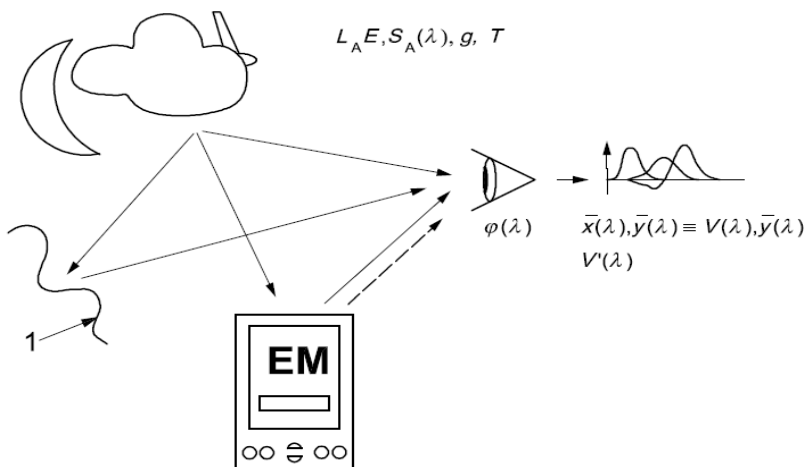 L_A E, S_A(λ), g, T
φ(λ)
x̄(λ), ȳ(λ) ≡ V(λ), ȳ(λ)
V'(λ)
1
EM